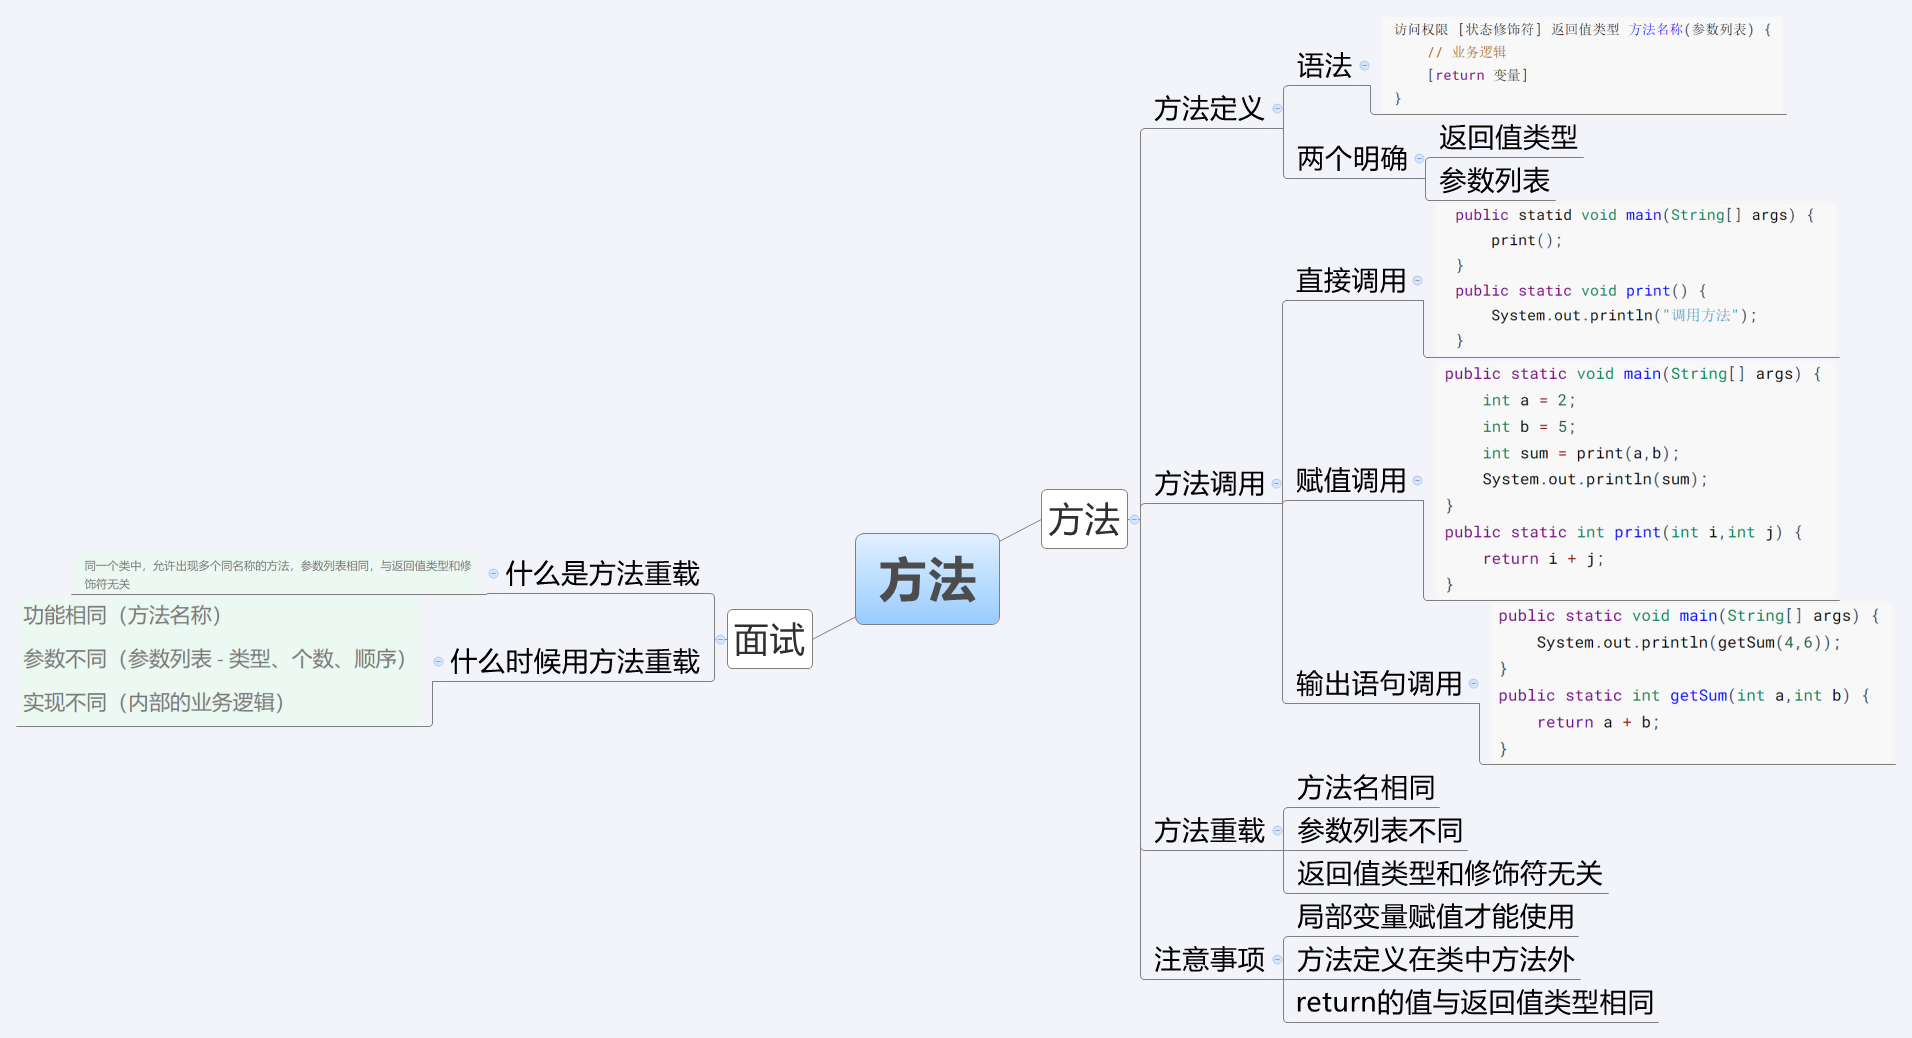 方法
方法
方法定义
语法
访问权限 [状态修饰符] 返回值类型 方法名称(参数列表) {
// 业务逻辑
[return 变量]
}
两个明确
返回值类型
参数列表
方法调用
直接调用
public statid void main(String[] args) {
print();
}
public static void print() {
System.out.println("调用方法");
}
赋值调用
public static void main(String[] args) {
int a = 2;
int b = 5;
int sum = print(a,b);
System.out.println(sum);
}
public static int print(int i,int j) {
return i + j;
}
输出语句调用
public static void main(String[] args) {
System.out.println(getSum(4,6));
}
public static int getSum(int a,int b) {
return a + b;
}
方法重载
方法名相同
参数列表不同
返回值类型和修饰符无关
注意事项
局部变量赋值才能使用
方法定义在类中方法外
return的值与返回值类型相同
面试
什么是方法重载
同一个类中，允许出现多个同名称的方法，参数列表相同，与返回值类型和修
饰符无关
什么时候用方法重载
功能相同（方法名称）
参数不同（参数列表 - 类型、个数、顺序）
实现不同（内部的业务逻辑）